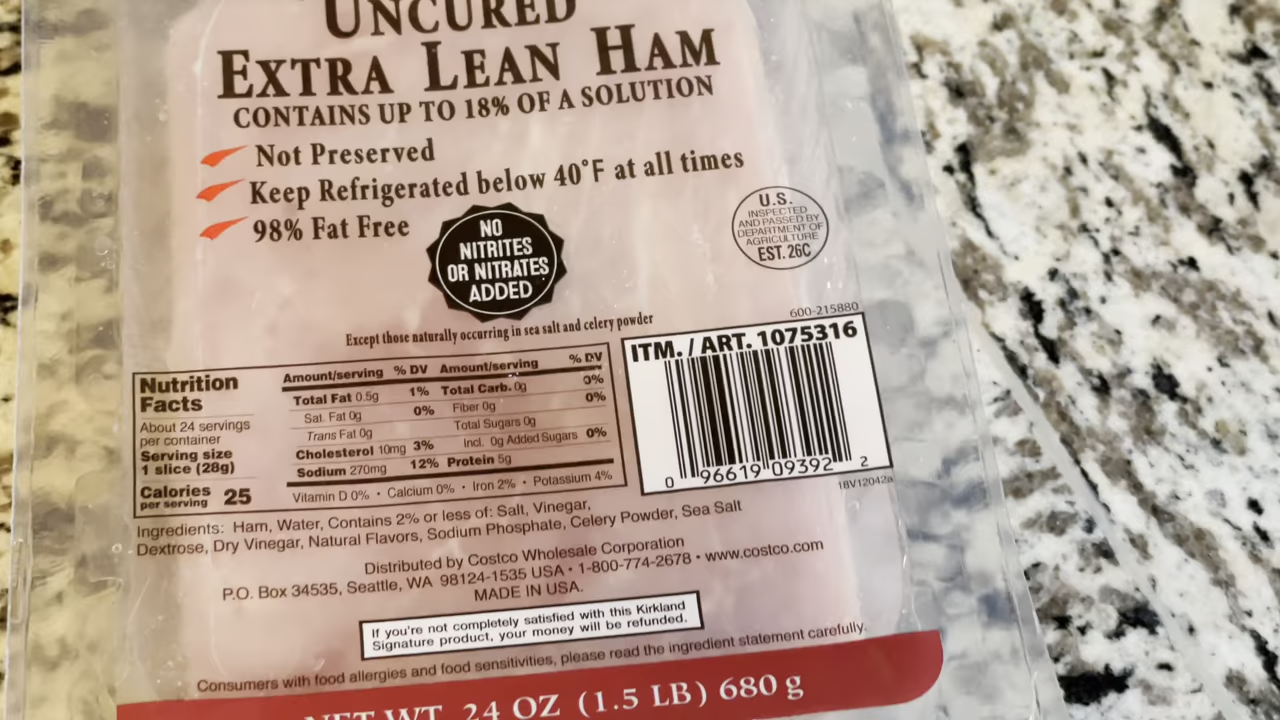 UNCURED
EXTRA LEAN HAM
CONTAINS UP TO 18% OF A SOLUTION
Not Preserved
Keep Refrigerated below 40°F at all times
98% Fat Free
NO
NITRITES
OR NITRATES
ADDED
U.S.
INSPECTED
AND PASSED BY
DEPARTMENT OF
AGRICULTURE
EST. 26C
Except those naturally occurring in sea salt and celery powder
600-215880
ITM. / ART. 1075316
0 96619 09392 2
18V12042a
Nutrition
Facts
About 24 servings
per container
Serving size
1 slice (28g)
Calories 25
per serving
Amount/serving % DV Amount/serving % DV
Total Fat 0.5g 1% Total Carb. 0g 0%
Sat. Fat 0g 0% Fiber 0g 0%
Trans Fat 0g Total Sugars 0g
Cholesterol 10mg 3% Incl. 0g Added Sugars 0%
Sodium 270mg 12% Protein 5g
Vitamin D 0% • Calcium 0% • Iron 2% • Potassium 4%
Ingredients: Ham, Water, Contains 2% or less of: Salt, Vinegar,
Dextrose, Dry Vinegar, Natural Flavors, Sodium Phosphate, Celery Powder, Sea Salt
Distributed by Costco Wholesale Corporation
P.O. Box 34535, Seattle, WA 98124-1535 USA • 1-800-774-2678 • www.costco.com
MADE IN USA.
If you're not completely satisfied with this Kirkland
Signature product, your money will be refunded.
Consumers with food allergies and food sensitivities, please read the ingredient statement carefully.
NET WT. 24 OZ (1.5 LB) 680 g